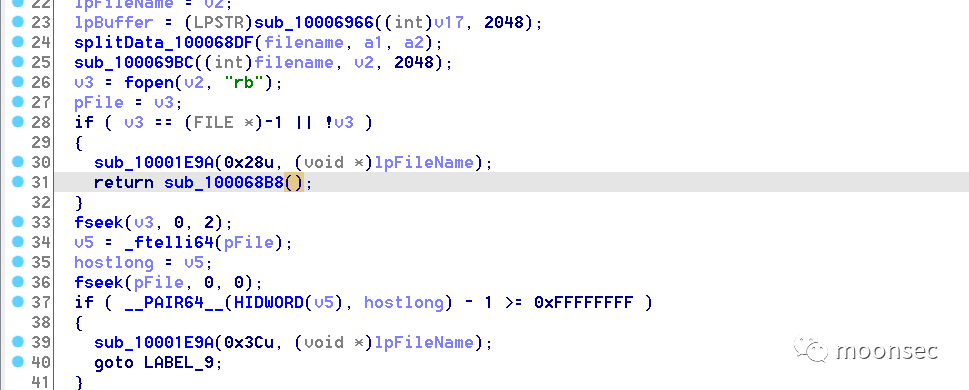 22 lpFileName = v2;
23 lpBuffer = (LPSTR)sub_10006966((int)v17, 2048);
24 splitData_100068DF(filename, a1, a2);
25 sub_100069BC((int)filename, v2, 2048);
26 v3 = fopen(v2, "rb");
27 pFile = v3;
28 if ( v3 == (FILE *)-1 || !v3 )
29 {
30 sub_10001E9A(0x28u, (void *)lpFileName);
31 return sub_100068B8();
32 }
33 fseek(v3, 0, 2);
34 v5 = _ftelli64(pFile);
35 hostlong = v5;
36 fseek(pFile, 0, 0);
37 if ( __PAIR64__(HIDWORD(v5), hostlong) - 1 >= 0xFFFFFFFF )
38 {
39 sub_10001E9A(0x3Cu, (void *)lpFileName);
40 goto LABEL_9;
41 }
moonsec